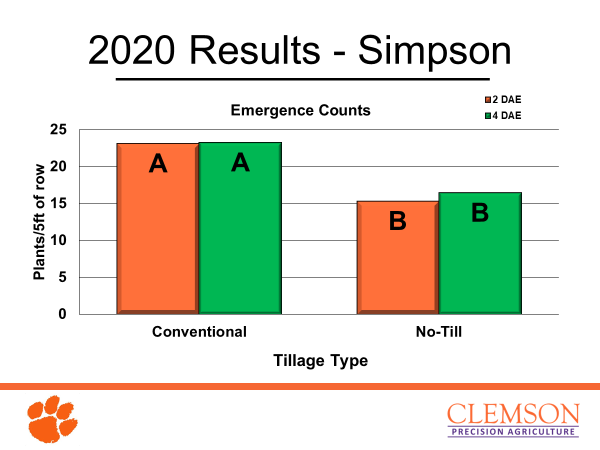 2020 Results - Simpson
Emergence Counts
2 DAE
4 DAE
Plants/5ft of row
25
20
15
10
5
0
A
A
B
B
Conventional
No-Till
Tillage Type
CLEMSON
PRECISION AGRICULTURE